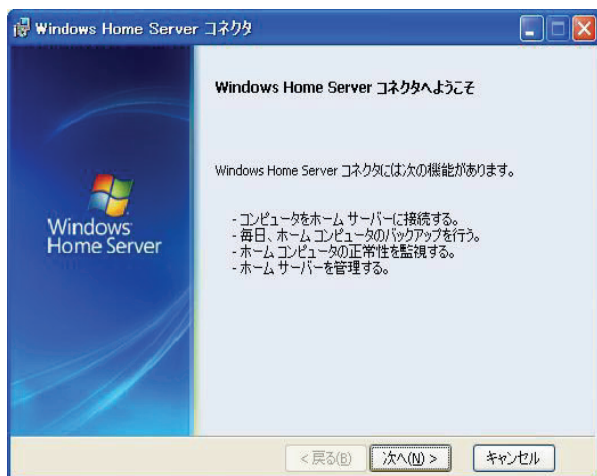 Windows Home Server コネクタ
Windows Home Server コネクタへようこそ
Windows Home Server コネクタには次の機能があります。
- コンピュータをホーム サーバーに接続する。
- 毎日、ホーム コンピュータのバックアップを行う。
- ホーム コンピュータの正常性を監視する。
- ホーム サーバーを管理する。
Windows
Home Server
< 戻る(B)
次へ(N) >
キャンセル